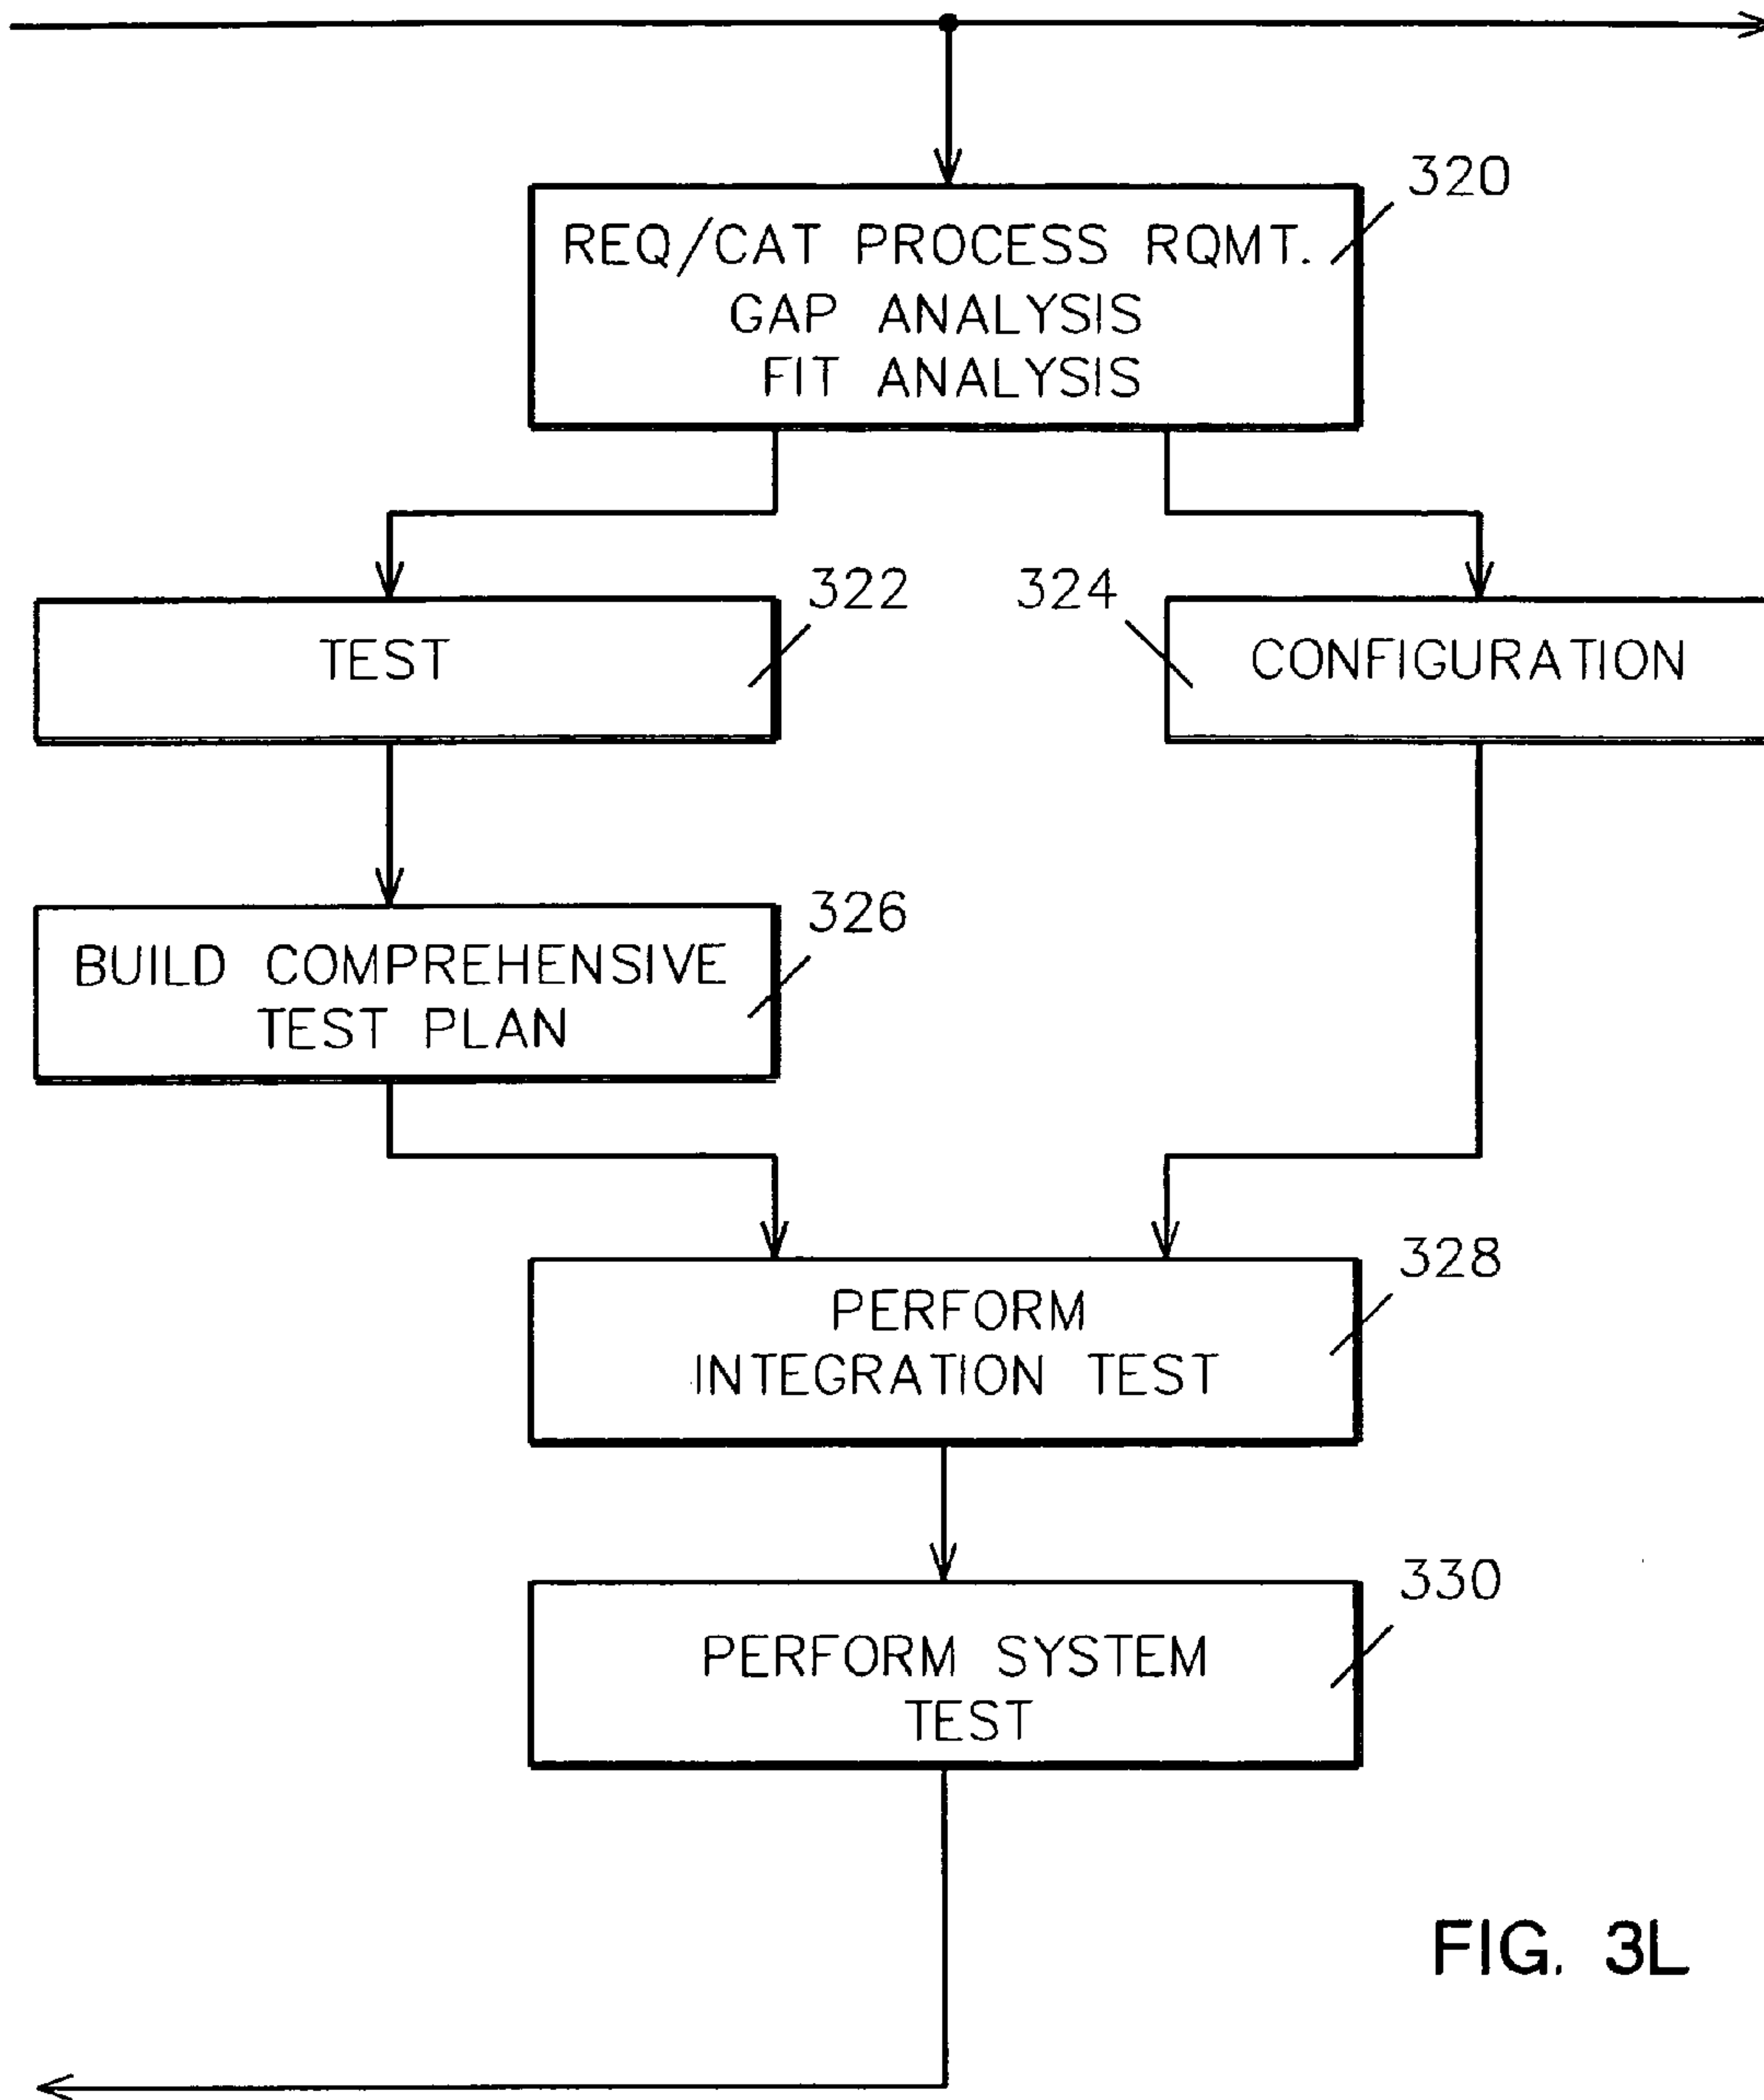 320
REQ/CAT PROCESS RQMT.
GAP ANALYSIS
FIT ANALYSIS
322
324
TEST
CONFIGURATION
326
BUILD COMPREHENSIVE
TEST PLAN
328
PERFORM
INTEGRATION TEST
330
PERFORM SYSTEM
TEST
FIG. 3L